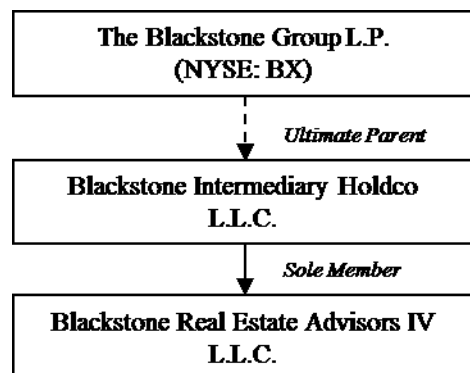 The Blackstone Group L.P.
(NYSE: BX)
Ultimate Parent
Blackstone Intermediary Holdco
L.L.C.
Sole Member
Blackstone Real Estate Advisors IV
L.L.C.